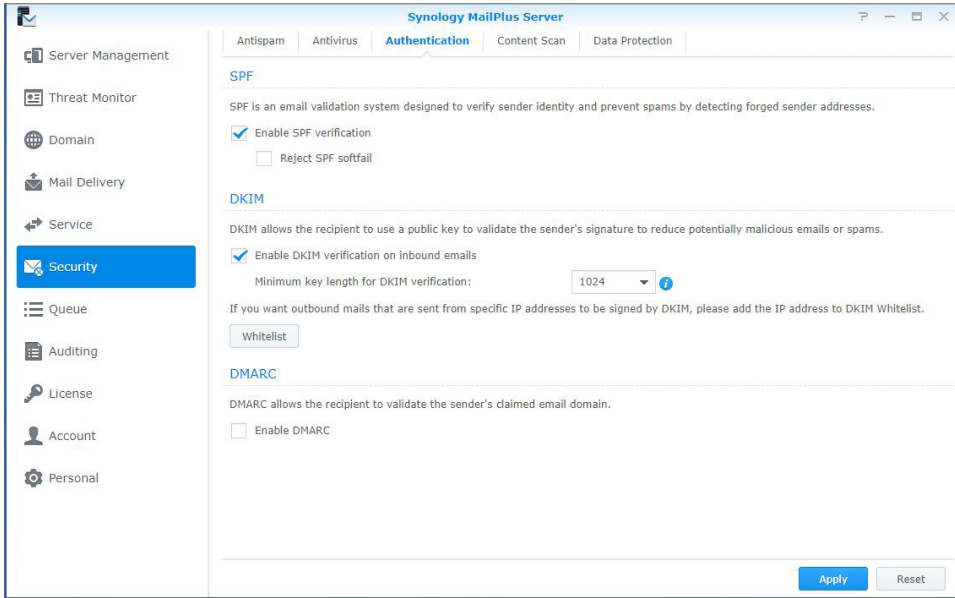 Synology MailPlus Server
Server Management
Threat Monitor
Domain
Mail Delivery
Service
Security
Queue
Auditing
License
Account
Personal
Antispam Antivirus Authentication Content Scan Data Protection
SPF
SPF is an email validation system designed to verify sender identity and prevent spams by detecting forged sender addresses.
Enable SPF verification
Reject SPF softfail
DKIM
DKIM allows the recipient to use a public key to validate the sender's signature to reduce potentially malicious emails or spams.
Enable DKIM verification on inbound emails
Minimum key length for DKIM verification: 1024
If you want outbound mails that are sent from specific IP addresses to be signed by DKIM, please add the IP address to DKIM Whitelist.
Whitelist
DMARC
DMARC allows the recipient to validate the sender's claimed email domain.
Enable DMARC
Apply Reset